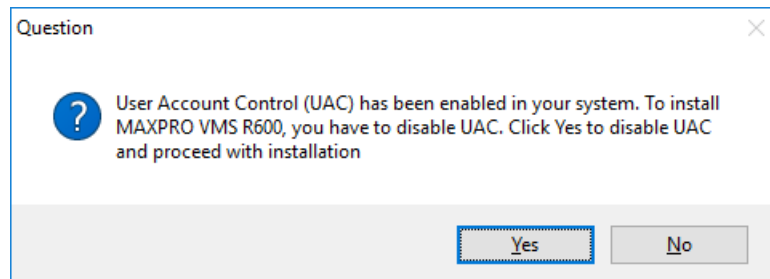 Question
User Account Control (UAC) has been enabled in your system. To install
MAXPRO VMS R600, you have to disable UAC. Click Yes to disable UAC
and proceed with installation
?
Yes
No